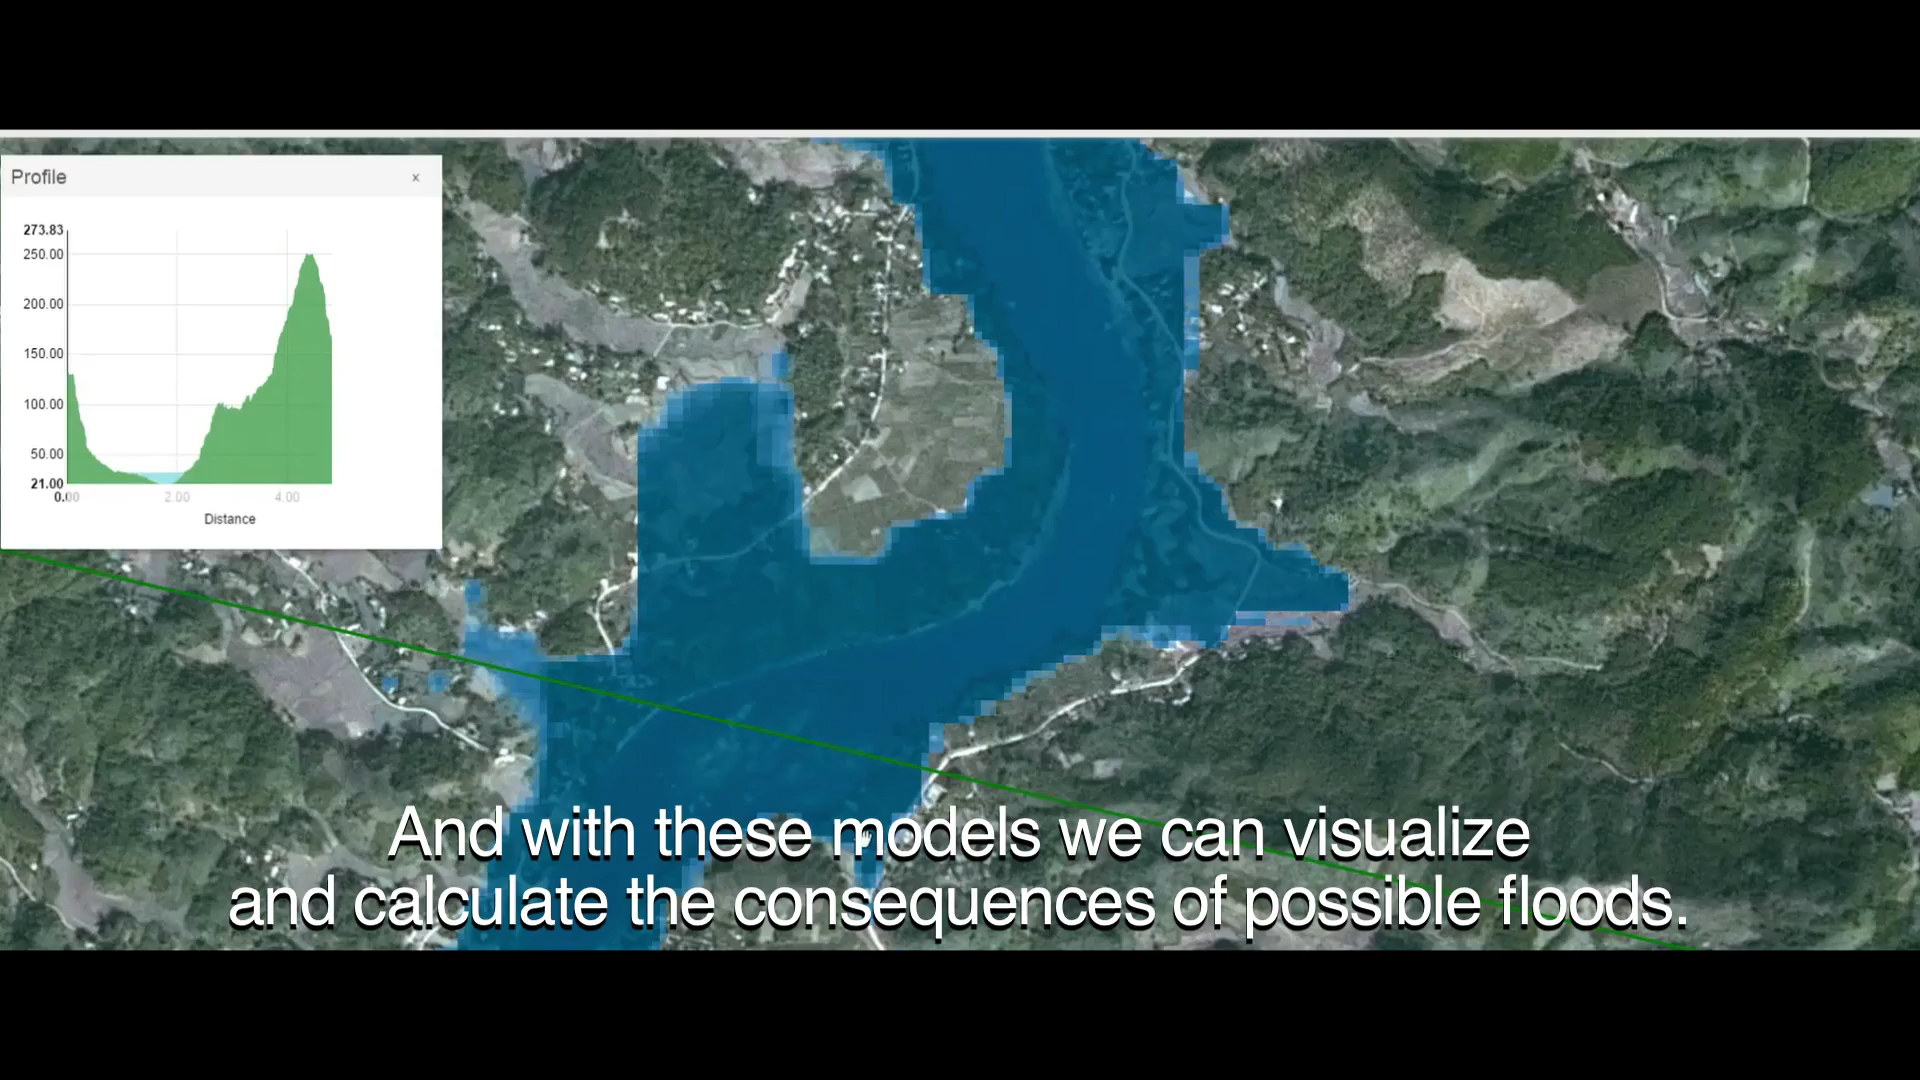 Profile
x
273.83
250.00
200.00
150.00
100.00
50.00
21.00
0.00 2.00 4.00
Distance
And with these models we can visualize
and calculate the consequences of possible floods.